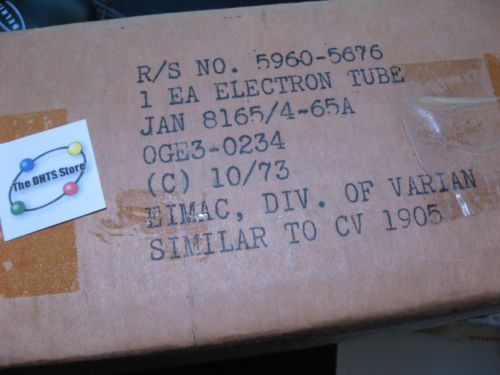 R/S NO. 5960-5676
1 EA ELECTRON TUBE
JAN 8165/4-65A
OGE3-0234
(C) 10/73
EIMAC, DIV. OF VARIAN
SIMILAR TO CV 1905
The DHTS Store